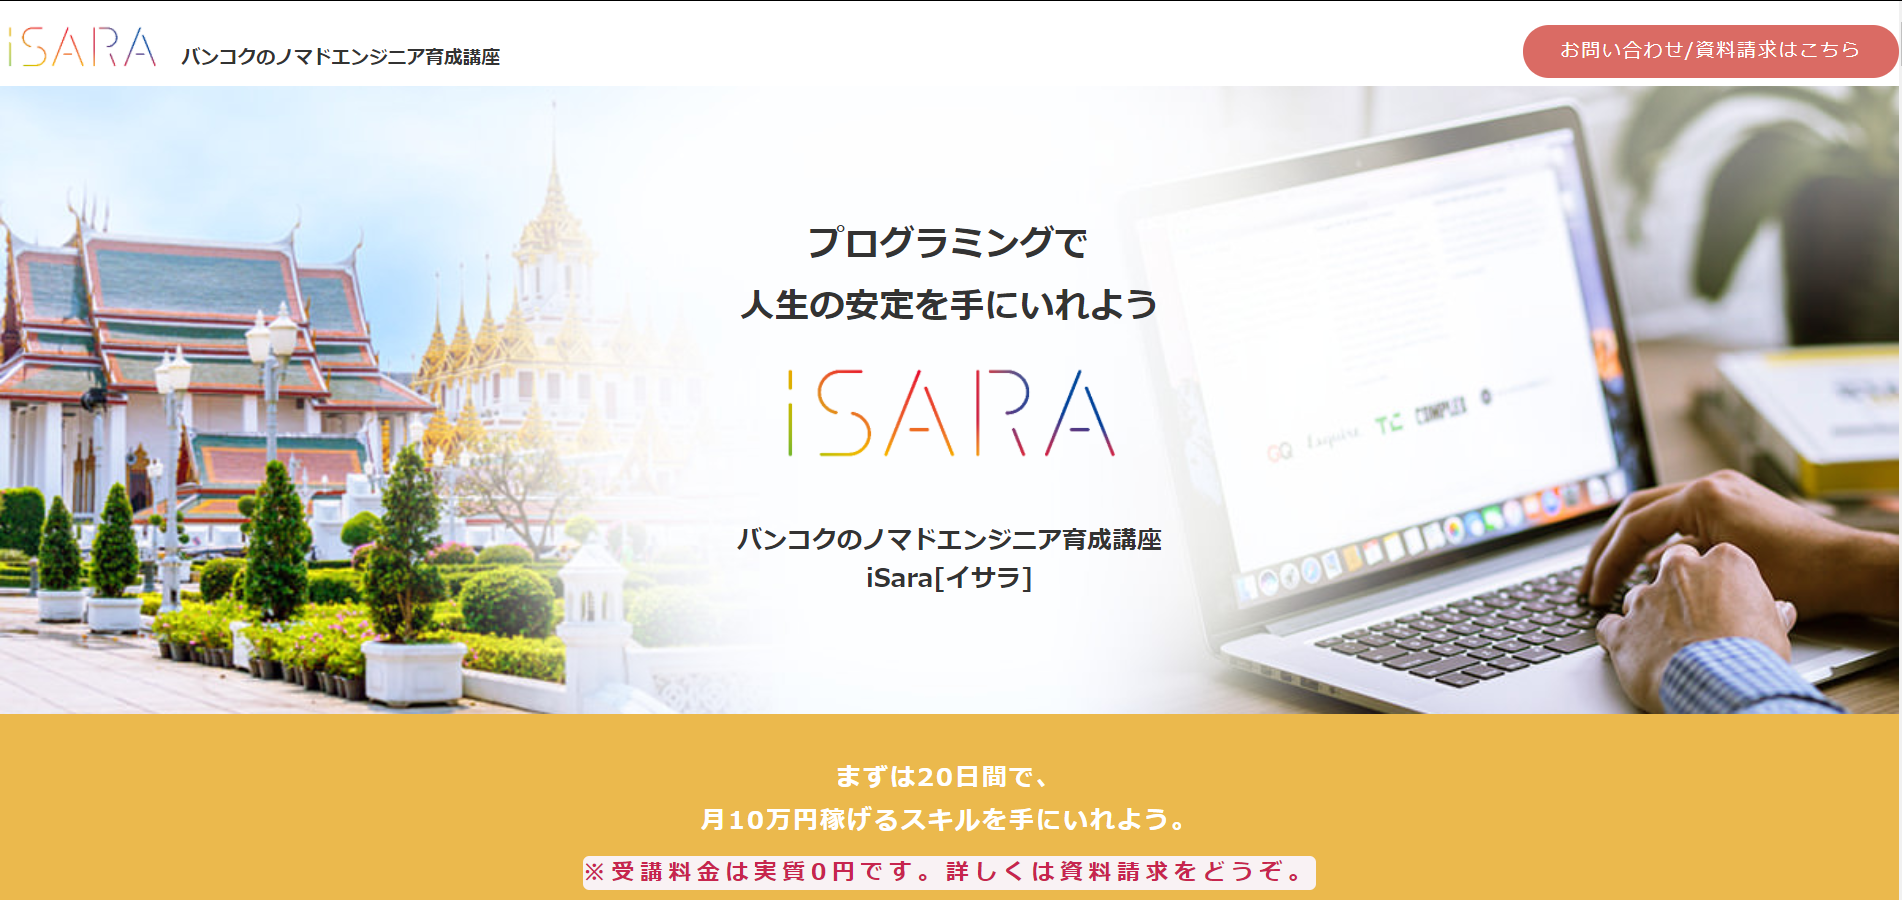 iSARA
バンコクのノマドエンジニア育成講座
お問い合わせ/資料請求はこちら
プログラミングで
人生の安定を手にいれよう
iSARA
バンコクのノマドエンジニア育成講座
iSara[イサラ]
GQ Esquire TC COMPLEX
まずは20日間で、
月10万円稼げるスキルを手にいれよう。
※受講料金は実質0円です。詳しくは資料請求をどうぞ。